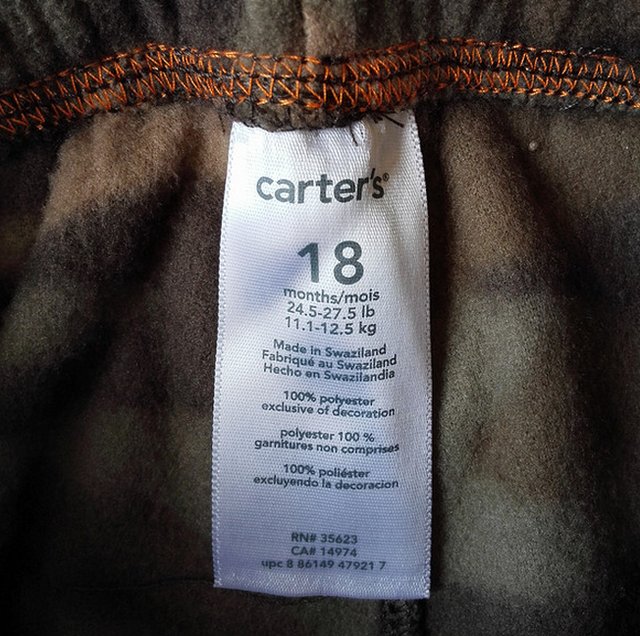 carter's®
18
months/mois
24.5-27.5 lb
11.1-12.5 kg
Made in Swaziland
Fabriqué au Swaziland
Hecho en Swazilandia
100% polyester
exclusive of decoration
polyester 100 %
garnitures non comprises
100% poliéster
excluyendo la decoracion
RN# 35623
CA# 14974
upc 8 86149 47921 7